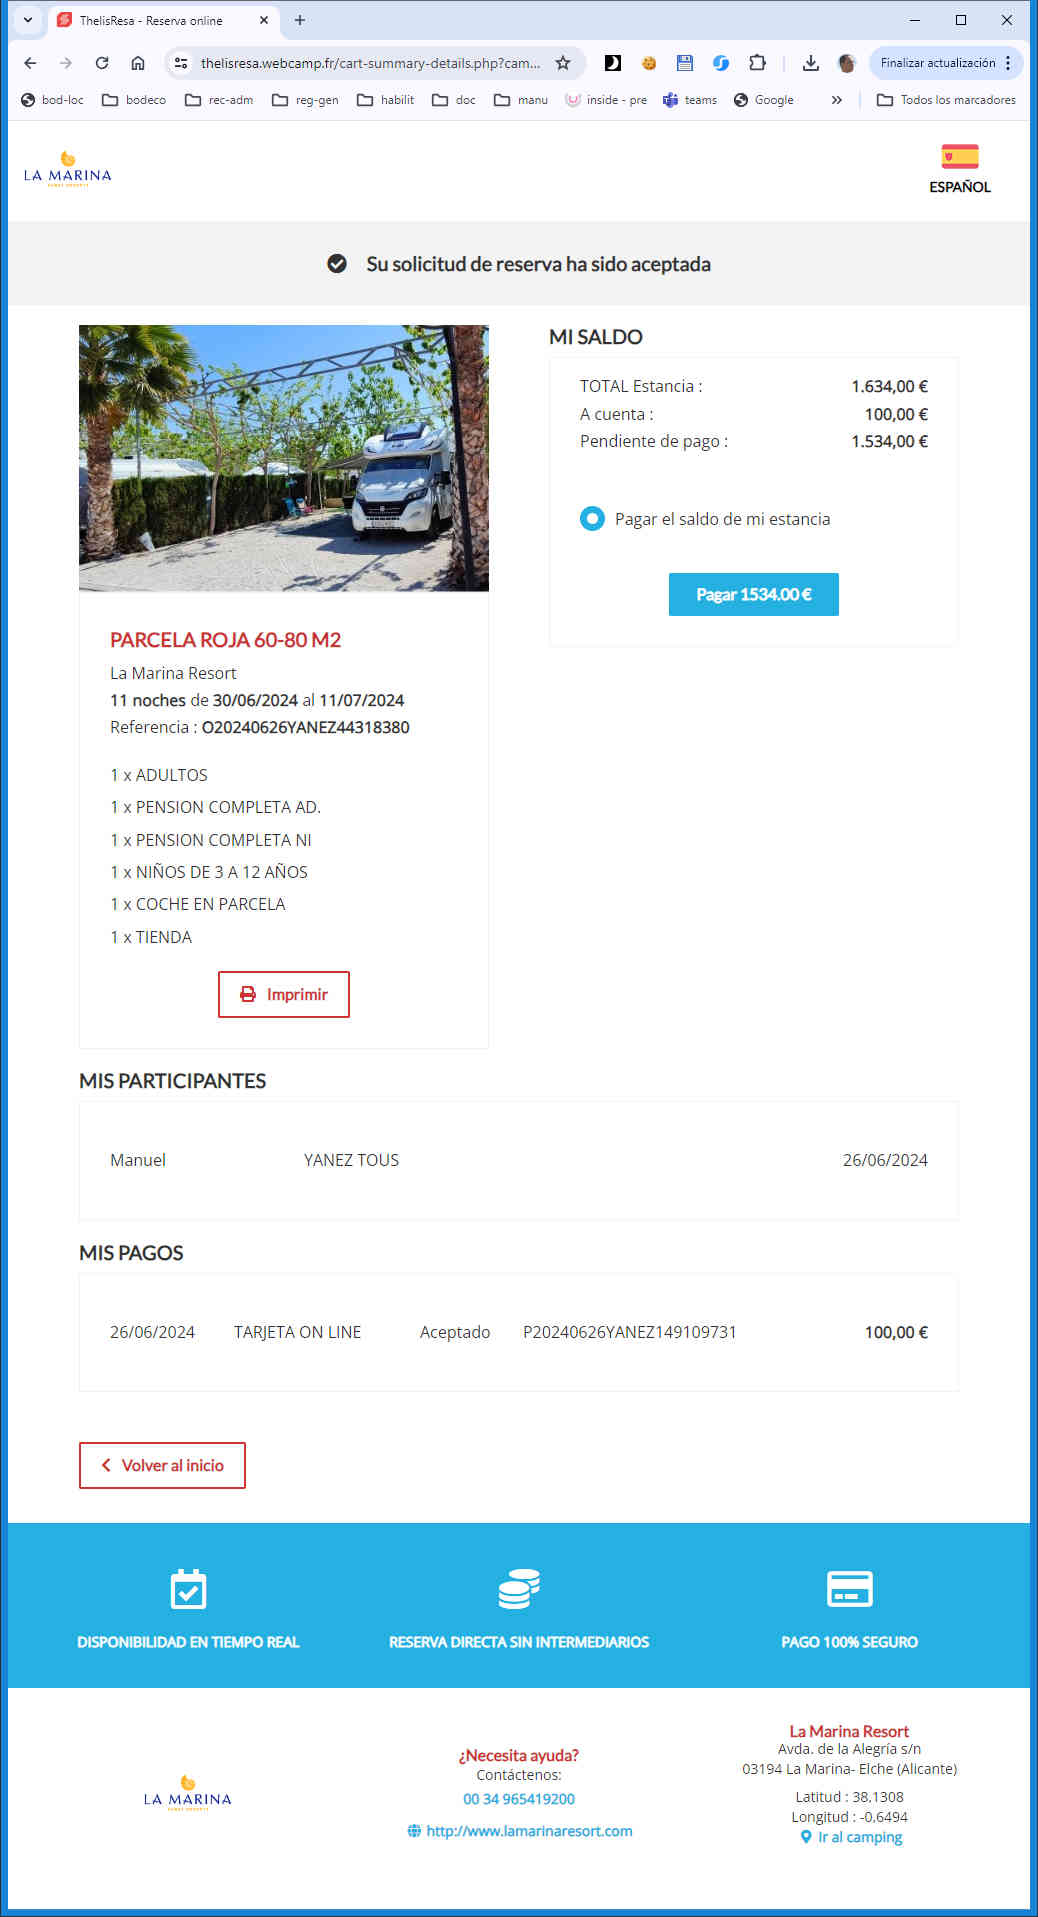 ThelisResa - Reserva online
thelisresa.webcamp.fr/cart-summary-details.php?cam...
Finalizar actualización
bod-loc bodeco rec-adm reg-gen habilit doc manu inside - pre teams Google » Todos los marcadores
LA MARINA
ESPAÑOL
Su solicitud de reserva ha sido aceptada
MI SALDO
TOTAL Estancia : 1.634,00 €
A cuenta : 100,00 €
Pendiente de pago : 1.534,00 €
Pagar el saldo de mi estancia
Pagar 1534.00 €
PARCELA ROJA 60-80 M2
La Marina Resort
11 noches de 30/06/2024 al 11/07/2024
Referencia : O20240626YANEZ44318380
1 x ADULTOS
1 x PENSION COMPLETA AD.
1 x PENSION COMPLETA NI
1 x NIÑOS DE 3 A 12 AÑOS
1 x COCHE EN PARCELA
1 x TIENDA
Imprimir
MIS PARTICIPANTES
Manuel YANEZ TOUS 26/06/2024
MIS PAGOS
26/06/2024 TARJETA ON LINE Aceptado P20240626YANEZ149109731 100,00 €
Volver al inicio
DISPONIBILIDAD EN TIEMPO REAL
RESERVA DIRECTA SIN INTERMEDIARIOS
PAGO 100% SEGURO
LA MARINA
¿Necesita ayuda?
Contáctenos:
00 34 965419200
http://www.lamarinaresort.com
La Marina Resort
Avda. de la Alegría s/n
03194 La Marina- Elche (Alicante)
Latitud : 38,1308
Longitud : -0,6494
Ir al camping